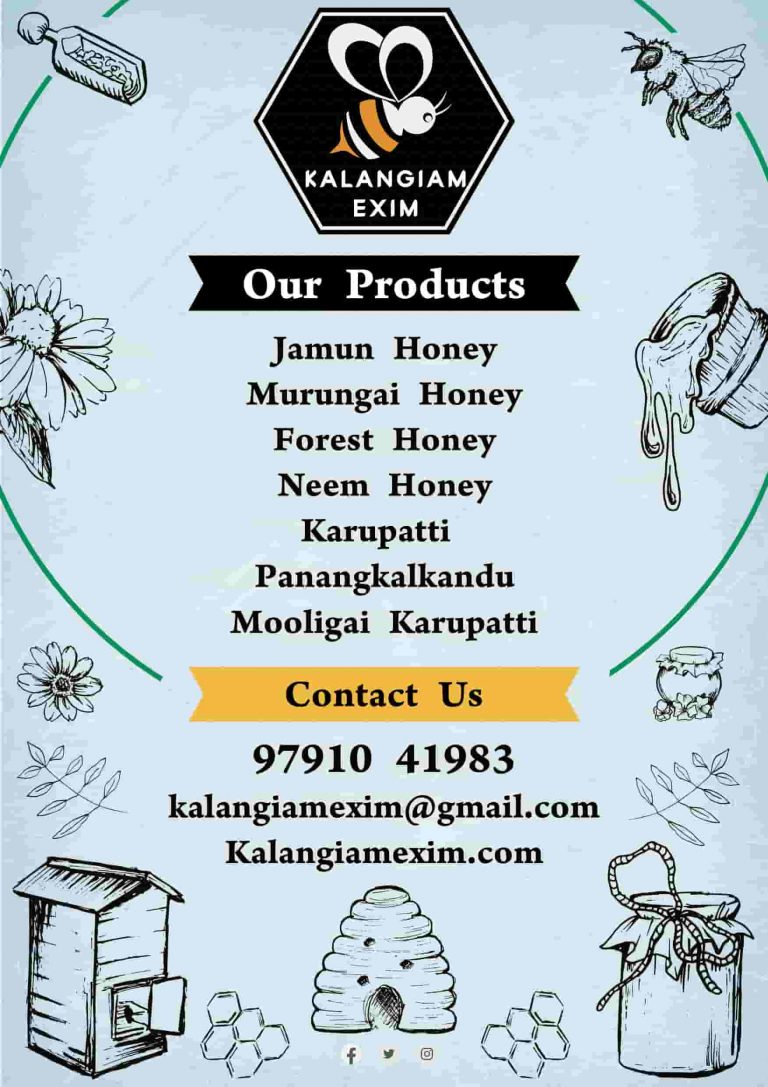 KALANGIAM
EXIM
Our Products
Jamun Honey
Murungai Honey
Forest Honey
Neem Honey
Karupatti
Panangkalkandu
Mooligai Karupatti
Contact Us
97910 41983
kalangiamexim@gmail.com
Kalangiamexim.com